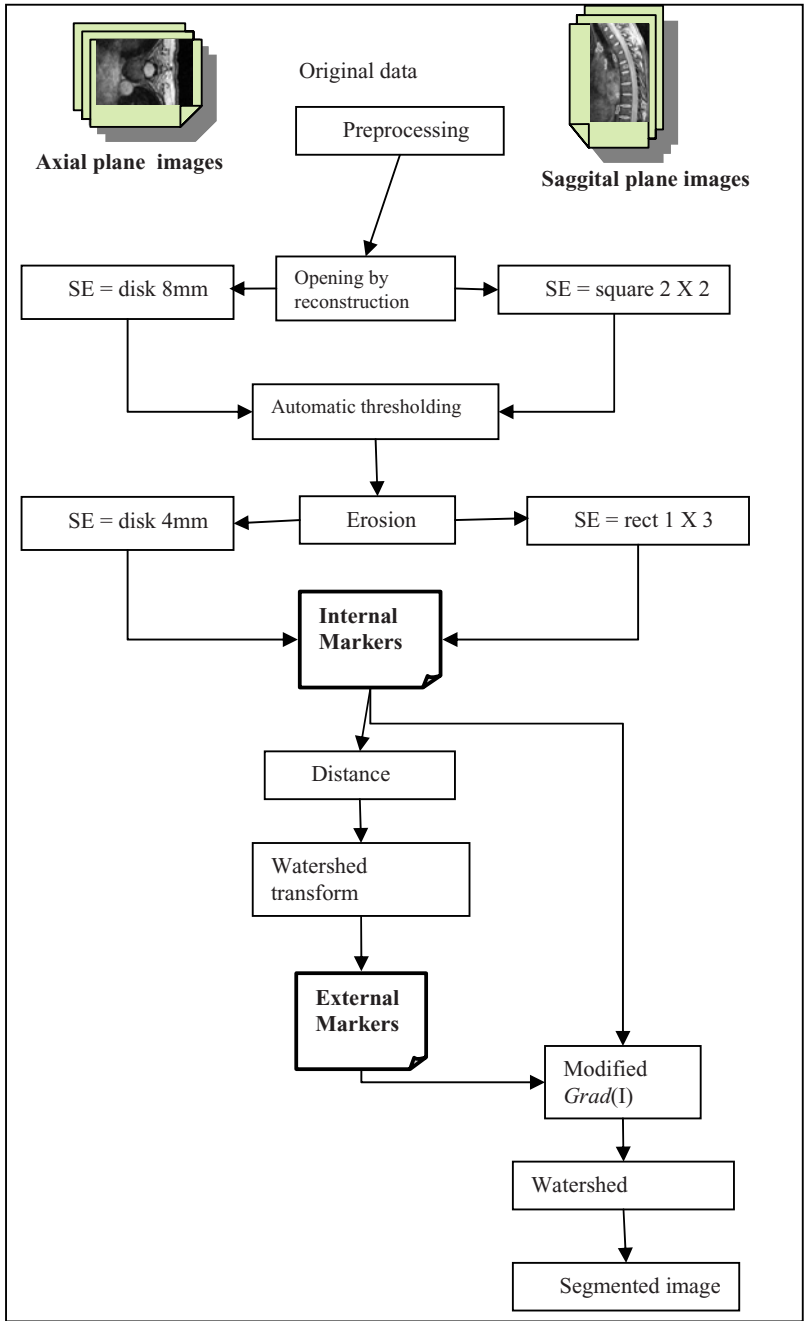 Original data
Preprocessing
Axial plane images
Saggital plane images
SE = disk 8mm
Opening by
reconstruction
SE = square 2 X 2
Automatic thresholding
SE = disk 4mm
Erosion
SE = rect 1 X 3
Internal
Markers
Distance
Watershed
transform
External
Markers
Modified
Grad(I)
Watershed
Segmented image